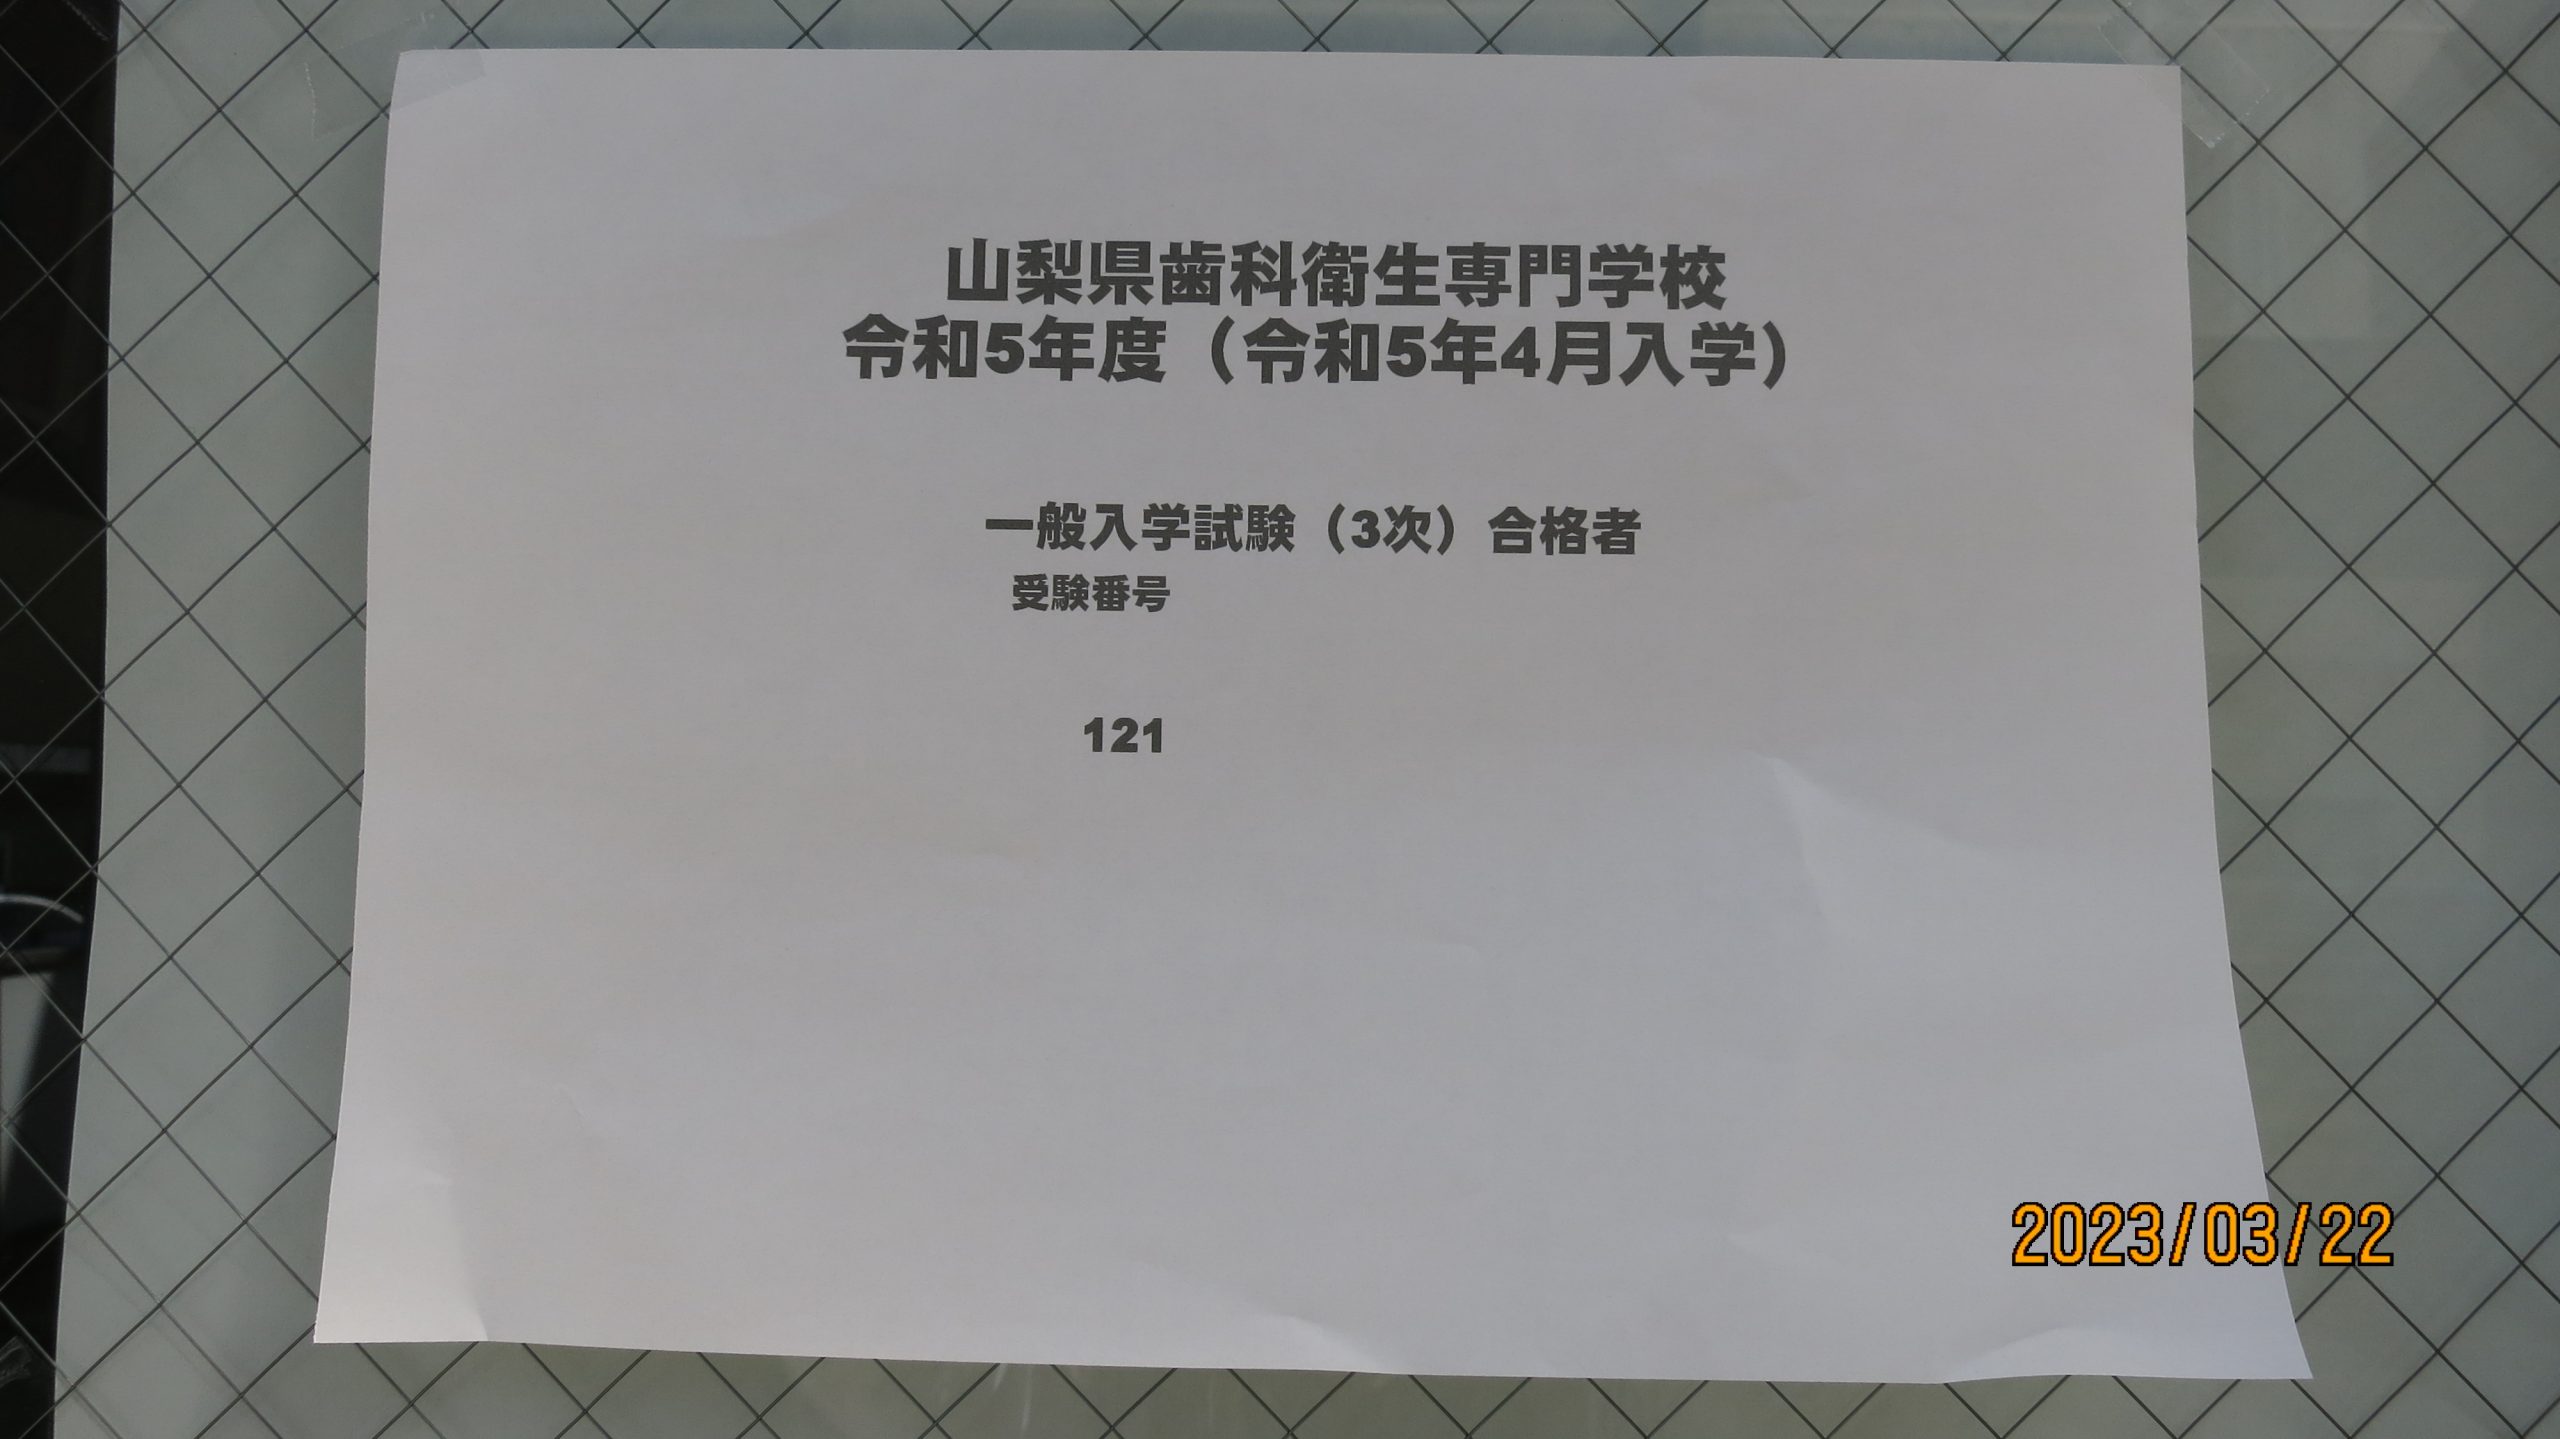 山梨県歯科衛生専門学校
令和5年度（令和5年4月入学）
一般入学試験（3次）合格者
受験番号
121
2023/03/22